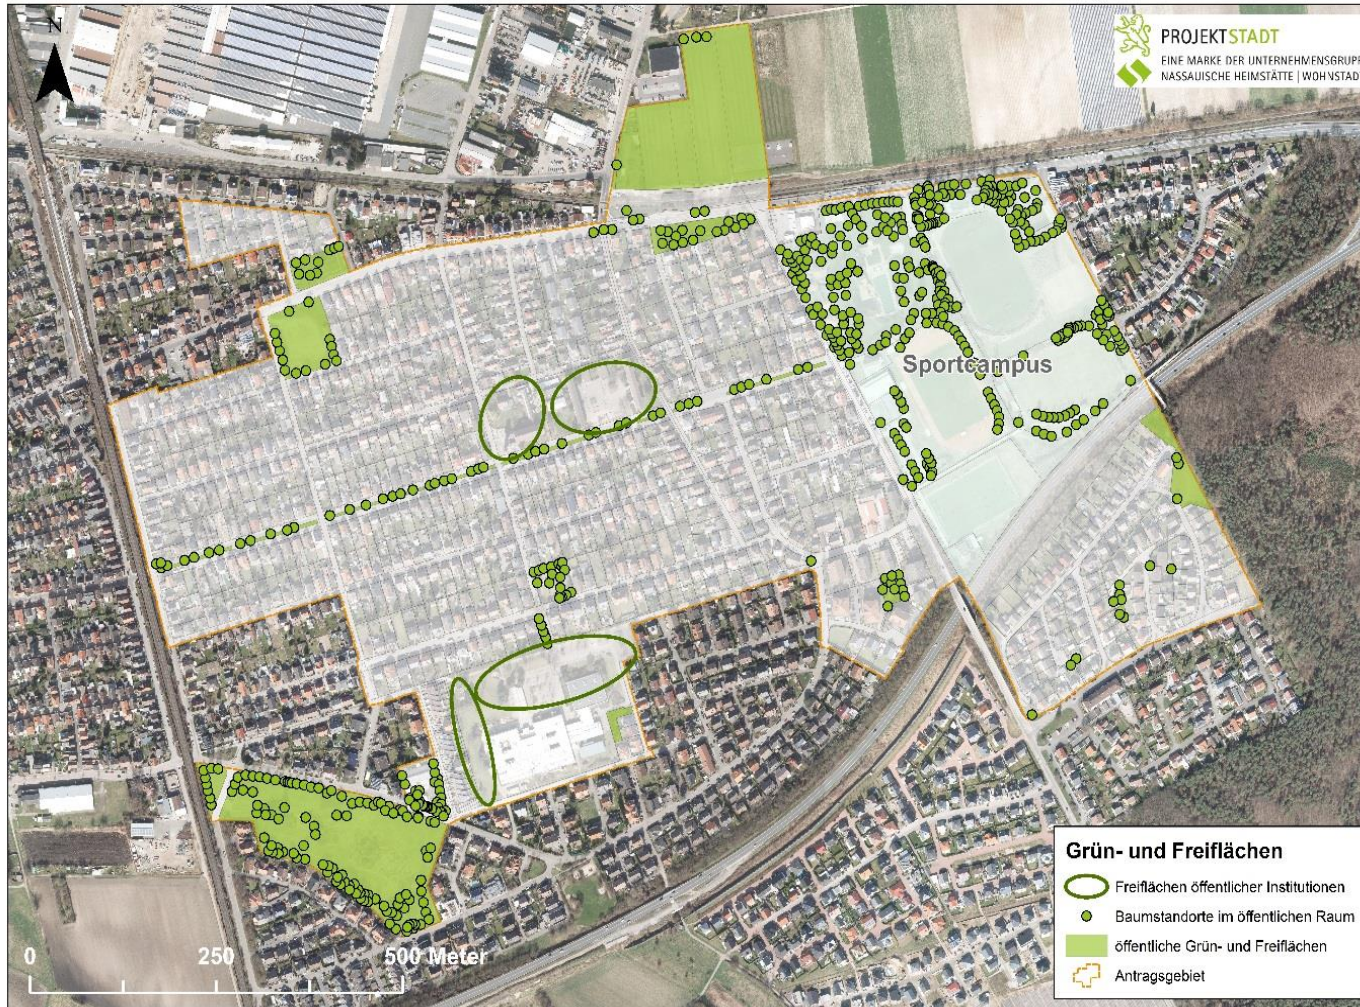 N
PROJEKTSTADT
EINE MARKE DER UNTERNEHMENSGRUPPE
NASSAUISCHE HEIMSTÄTTE | WOHNSTADT
Sportcampus
Grün- und Freiflächen
Freiflächen öffentlicher Institutionen
Baumstandorte im öffentlichen Raum
öffentliche Grün- und Freiflächen
Antragsgebiet
0 250 500 Meter